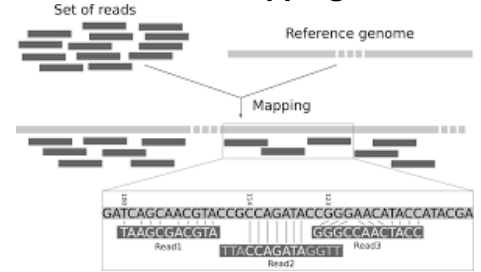 Set of reads
Reference genome
Mapping
GATCAGCAACGTACCGCCAGATACCGGGAACATACCATACGA
TAAGCGACGTA
Read1
TTACCAGATAGGTT
Read2
GGGCCAACTACC
Read3